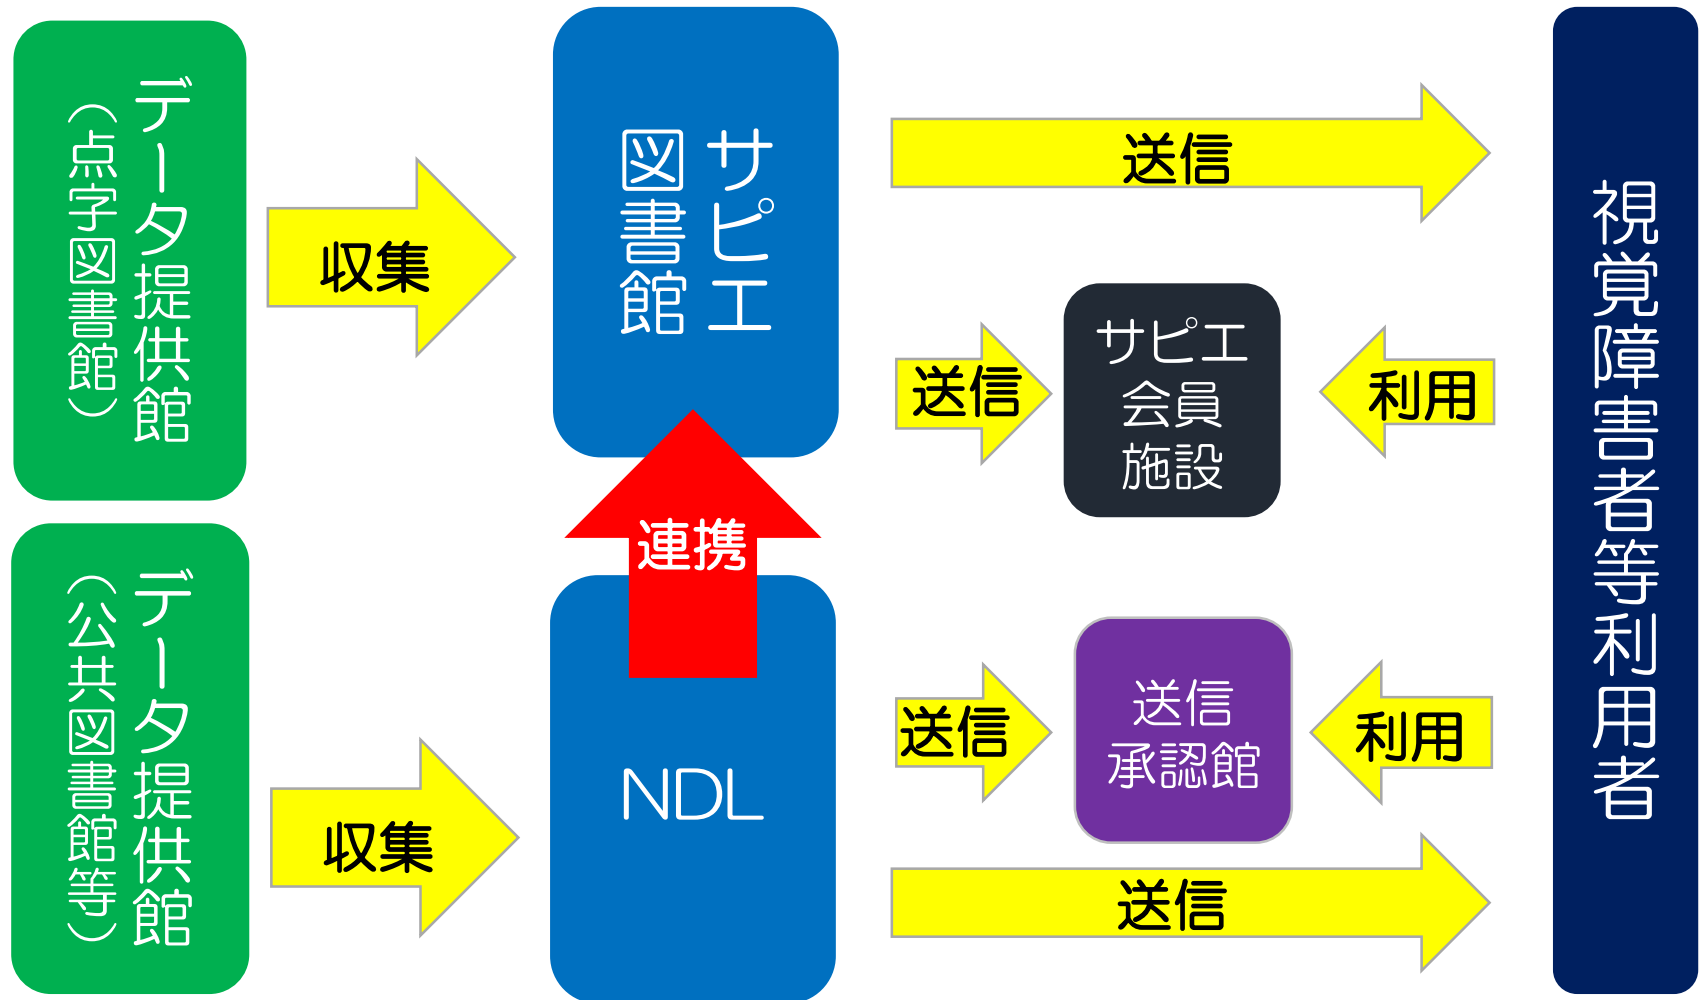 データ提供館
（点字図書館）
収集
サピエ
図書館
送信
送信
サピエ
会員
施設
利用
連携
データ提供館
（公共図書館等）
収集
NDL
送信
送信
承認館
利用
送信
視覚障害者等利用者